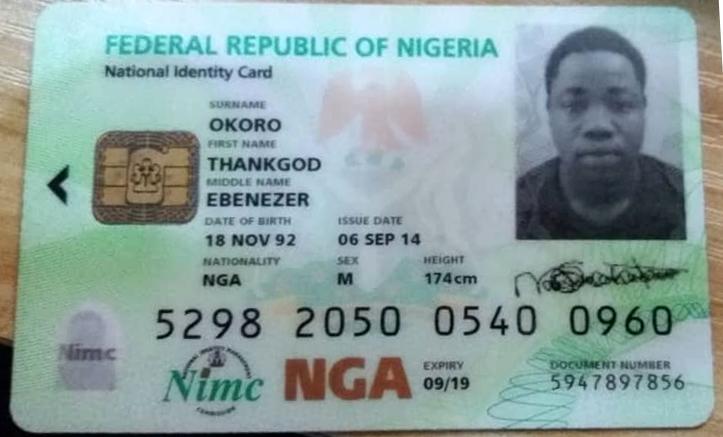 FEDERAL REPUBLIC OF NIGERIA
National Identity Card
SURNAME
OKORO
FIRST NAME
THANKGOD
MIDDLE NAME
EBENEZER
DATE OF BIRTH ISSUE DATE
18 NOV 92 06 SEP 14
NATIONALITY SEX HEIGHT
NGA M 174cm
5298 2050 0540 0960
Nimc
Nimc NGA EXPIRY DOCUMENT NUMBER
COMMISSION 09/19 5947897856